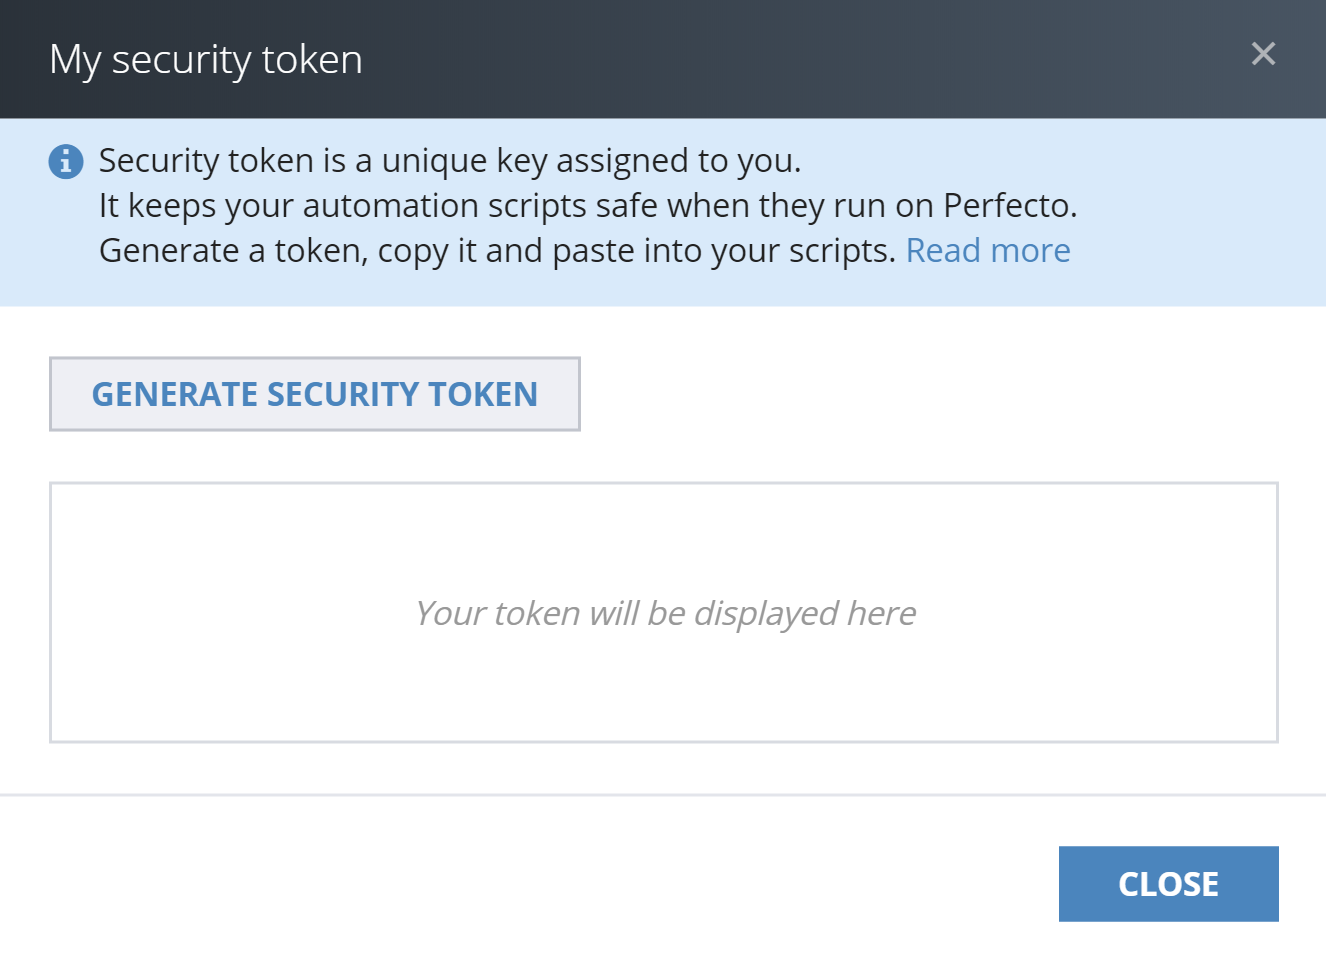 My security token
Security token is a unique key assigned to you.
It keeps your automation scripts safe when they run on Perfecto.
Generate a token, copy it and paste into your scripts. Read more
GENERATE SECURITY TOKEN
Your token will be displayed here
CLOSE